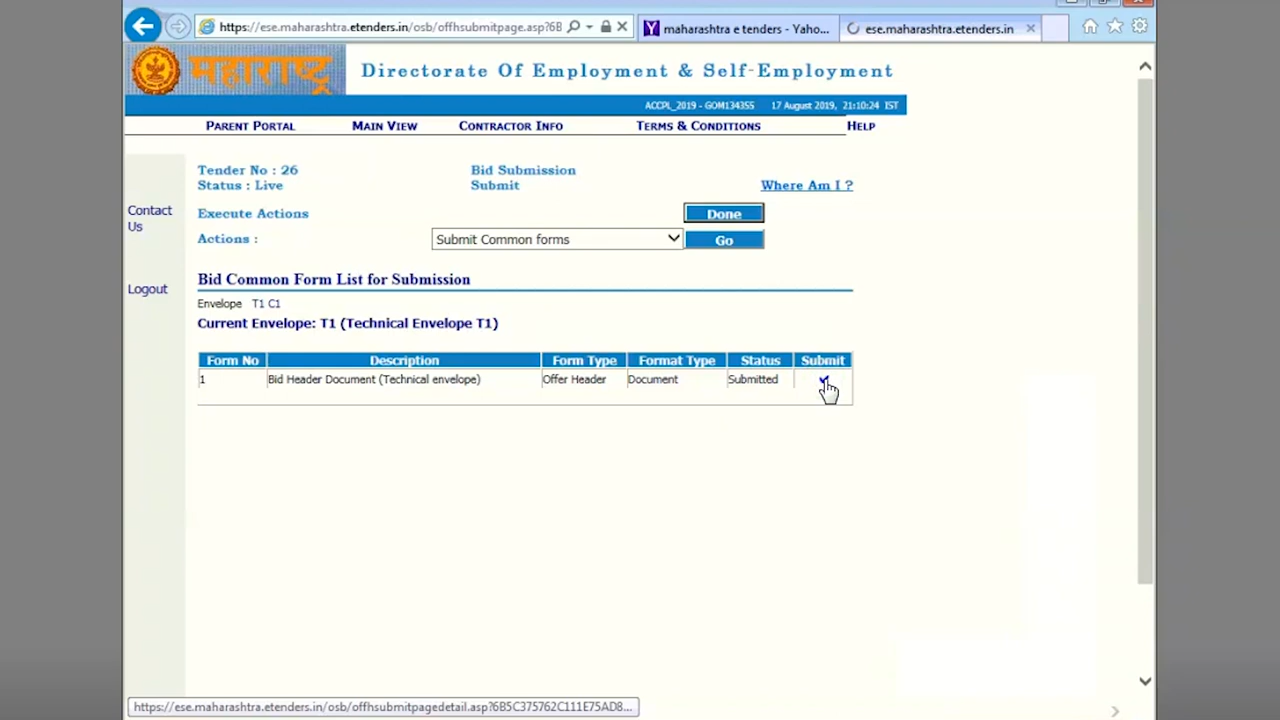 https://ese.maharashtra.etenders.in/osb/offhsubmitpage.asp?6B
maharashtra e tenders - Yaho...
ese.maharashtra.etenders.in
महाराष्ट्र
Directorate Of Employment & Self-Employment
ACCPL_2019 - GOM134355 17 August 2019, 21:10:24 IST
PARENT PORTAL MAIN VIEW CONTRACTOR INFO TERMS & CONDITIONS HELP
Tender No : 26 Bid Submission
Status : Live Submit Where Am I ?
Contact
Us
Execute Actions Done
Actions : Submit Common forms Go
Logout
Bid Common Form List for Submission
Envelope T1 C1
Current Envelope: T1 (Technical Envelope T1)
Form No Description Form Type Format Type Status Submit
1 Bid Header Document (Technical envelope) Offer Header Document Submitted
https://ese.maharashtra.etenders.in/osb/offhsubmitpagedetail.asp?6B5C375762C111E75AD8...